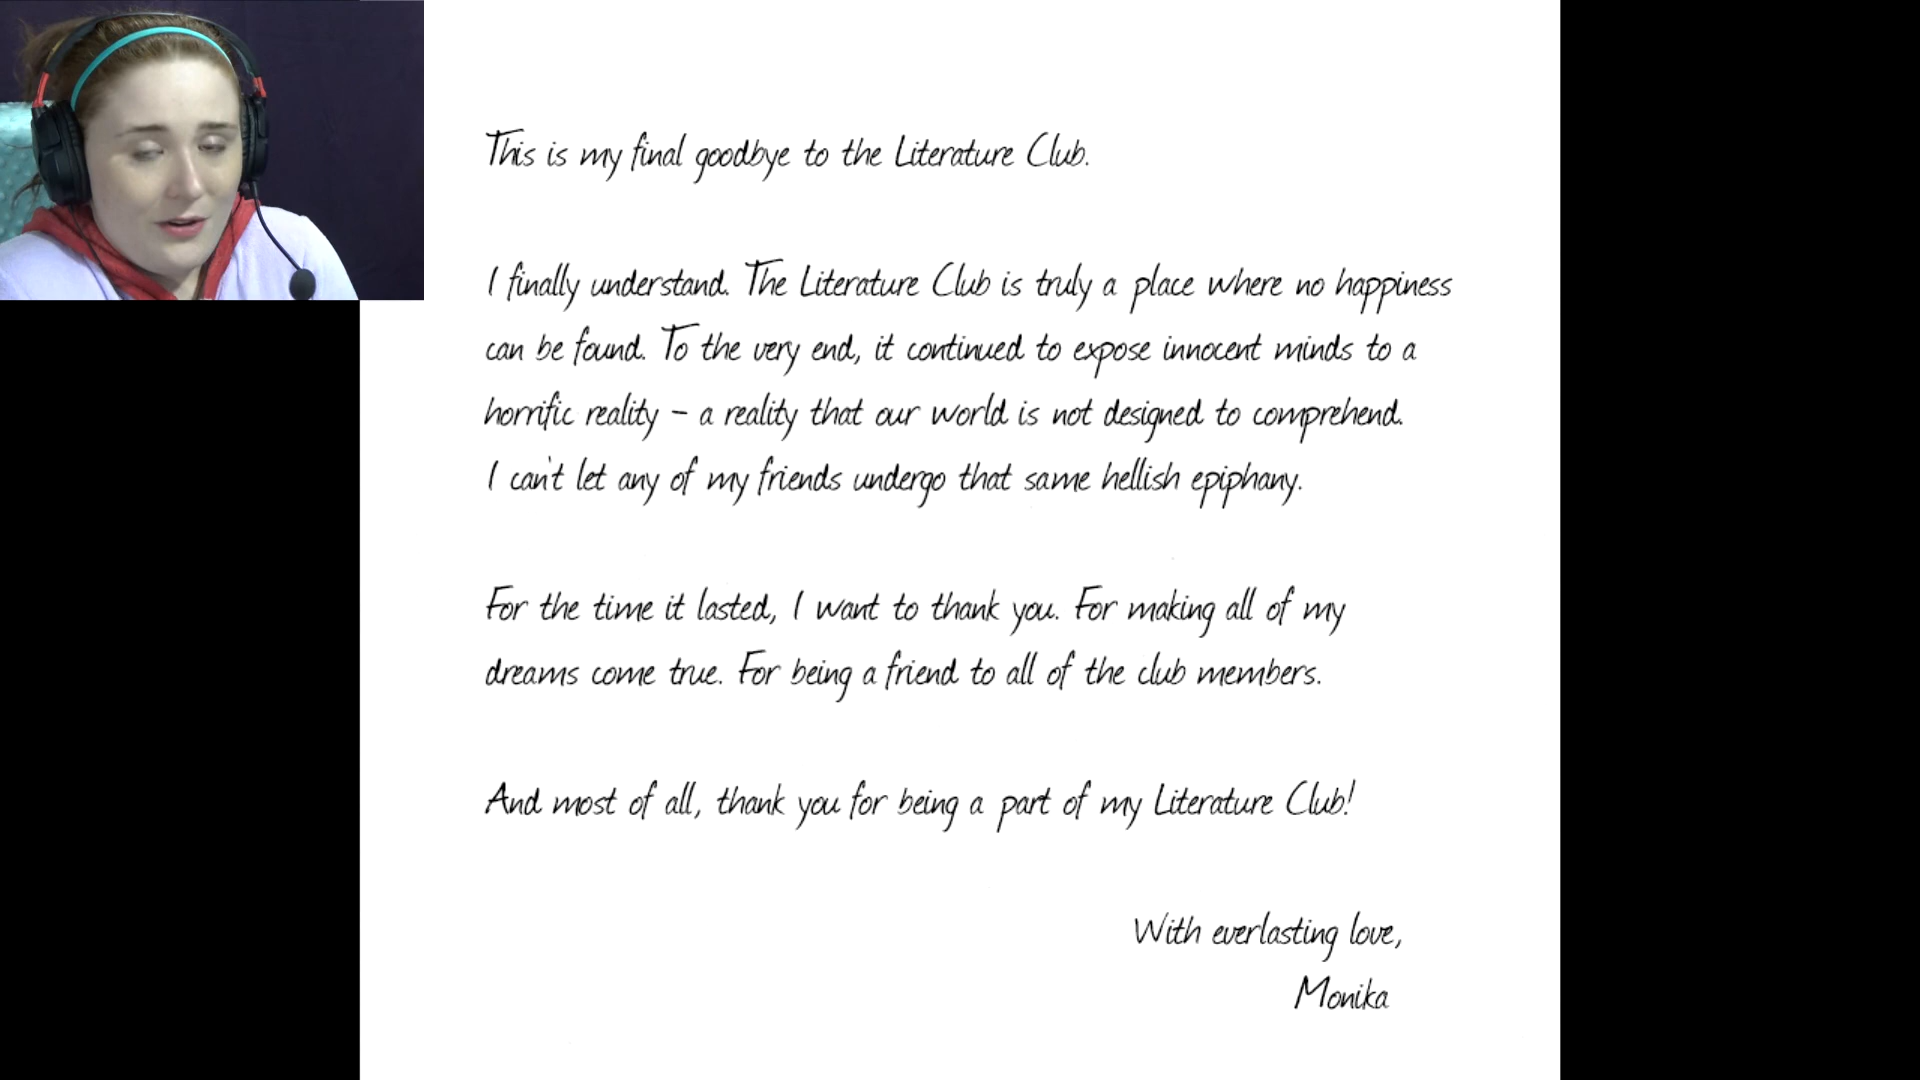 This is my final goodbye to the Literature Club.
I finally understand. The Literature Club is truly a place where no happiness
can be found. To the very end, it continued to expose innocent minds to a
horrific reality – a reality that our world is not designed to comprehend.
I can't let any of my friends undergo that same hellish epiphany.
For the time it lasted, I want to thank you. For making all of my
dreams come true. For being a friend to all of the club members.
And most of all, thank you for being a part of my Literature Club!
With everlasting love,
Monika